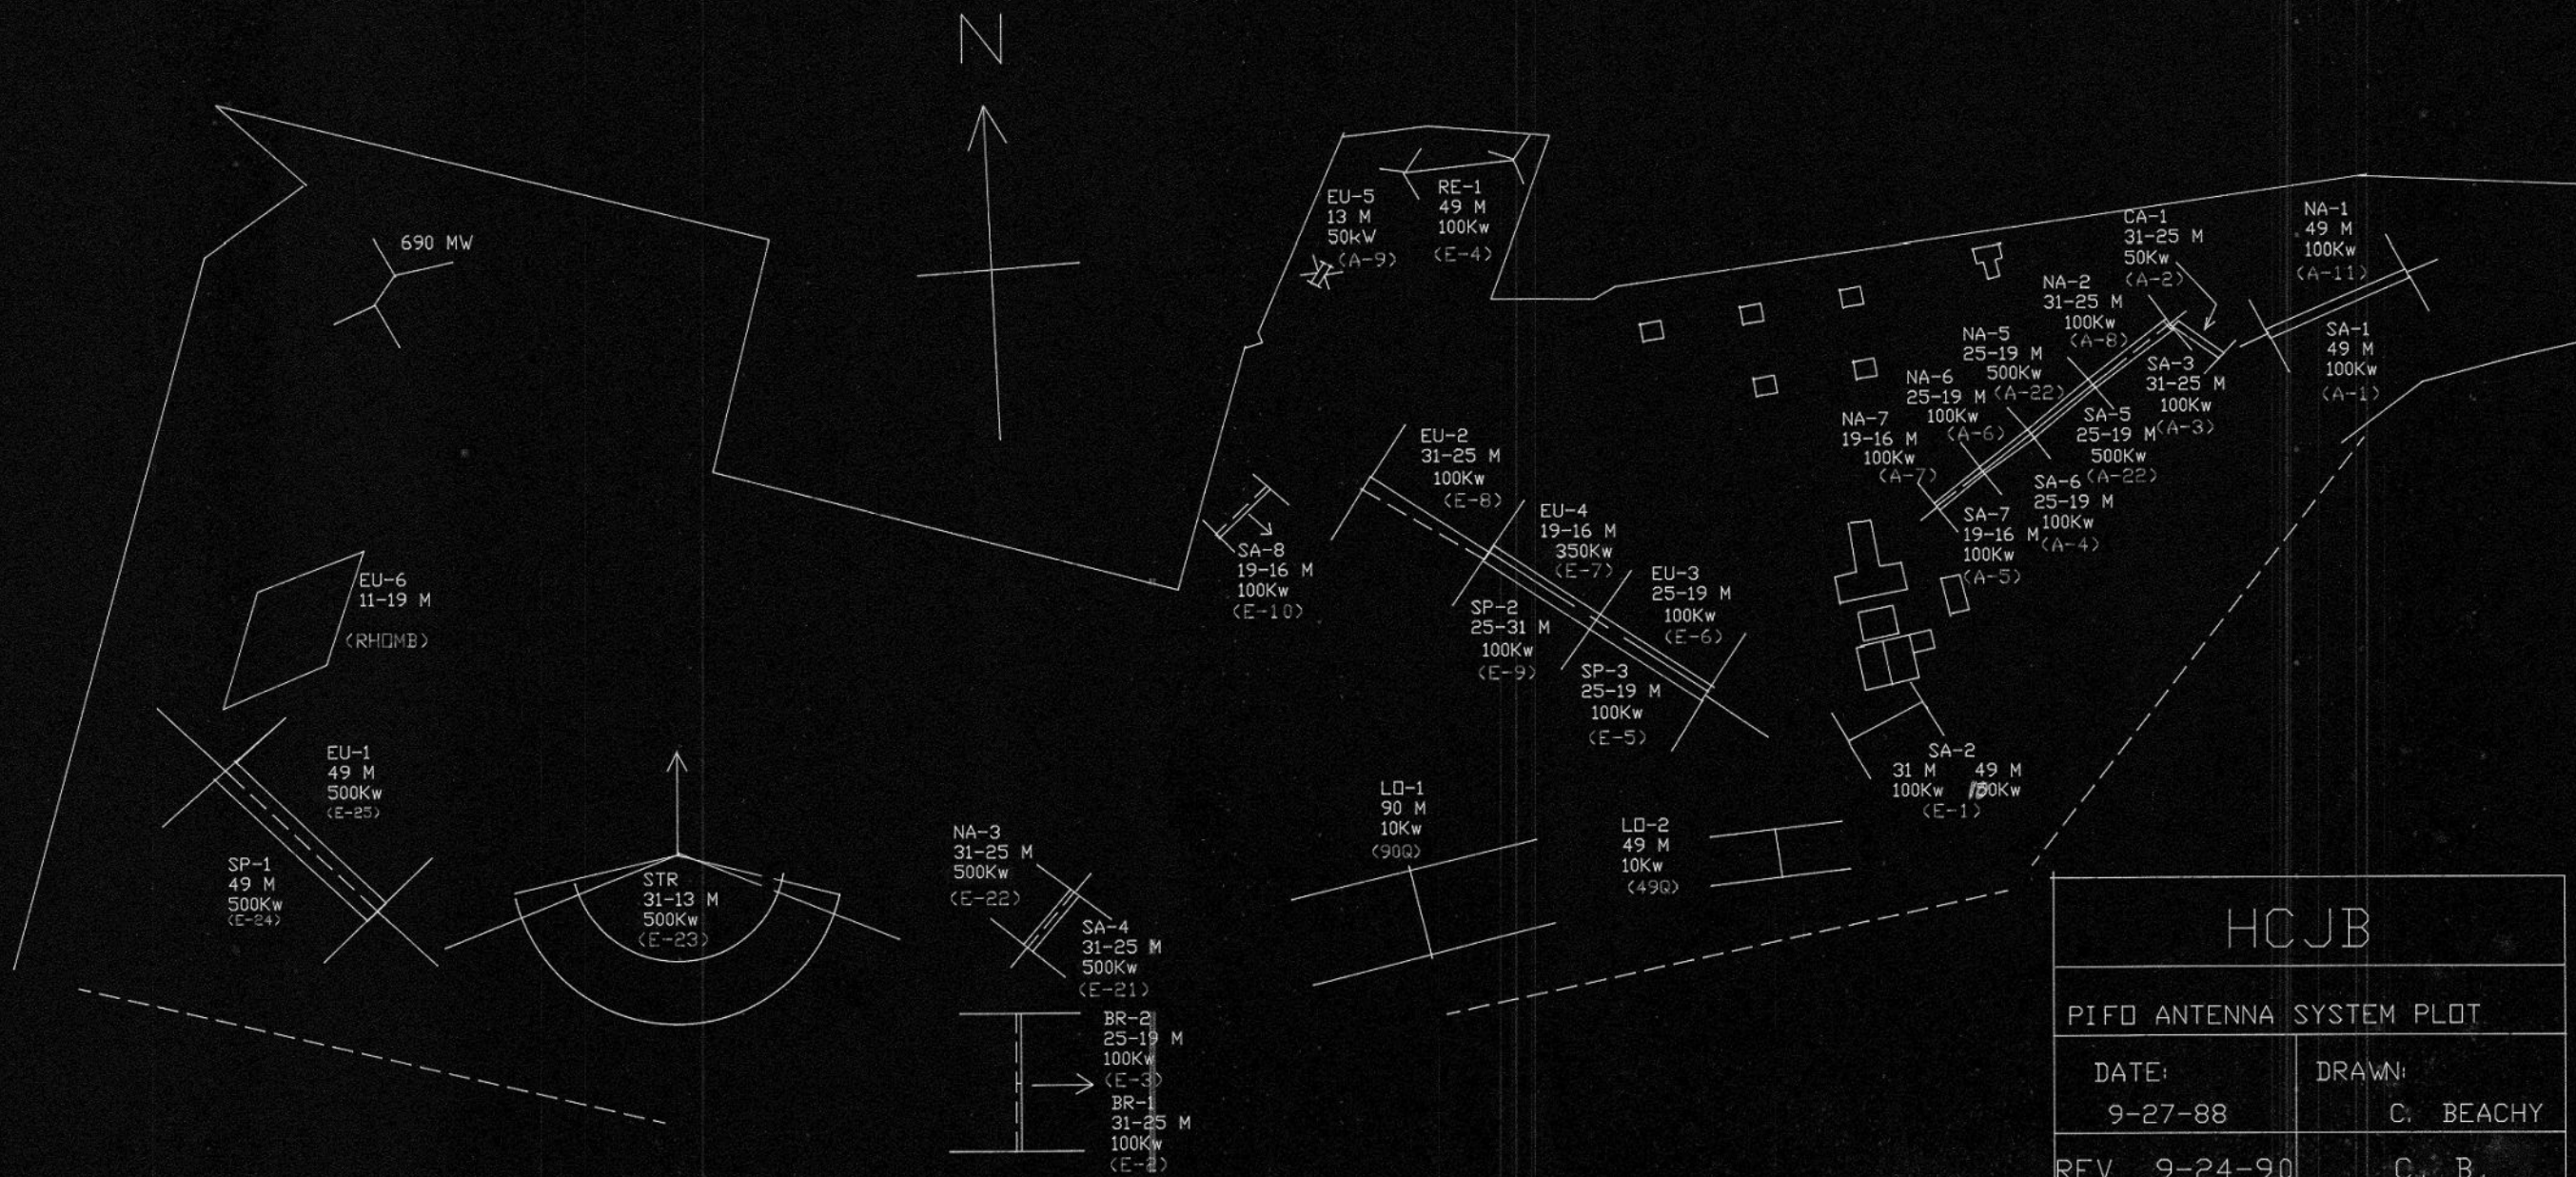 N
690 MW
EU-5
13 M
50kW
(A-9)
RE-1
49 M
100Kw
(E-4)
CA-1
31-25 M
50Kw
(A-2)
NA-1
49 M
100Kw
(A-11)
NA-2
31-25 M
100Kw
(A-8)
NA-5
25-19 M
500Kw
(A-22)
NA-6
25-19 M
100Kw
(A-6)
NA-7
19-16 M
100Kw
(A-7)
SA-1
49 M
100Kw
(A-1)
SA-3
31-25 M
100Kw
(A-3)
SA-5
25-19 M
500Kw
(A-22)
SA-6
25-19 M
100Kw
(A-4)
SA-7
19-16 M
100Kw
(A-5)
EU-2
31-25 M
100Kw
(E-8)
EU-4
19-16 M
350Kw
(E-7)
EU-3
25-19 M
100Kw
(E-6)
SA-8
19-16 M
100Kw
(E-10)
SP-2
25-31 M
100Kw
(E-9)
SP-3
25-19 M
100Kw
(E-5)
EU-6
11-19 M
(RHOMB)
EU-1
49 M
500Kw
(E-25)
SP-1
49 M
500Kw
(E-24)
STR
31-13 M
500Kw
(E-23)
NA-3
31-25 M
500Kw
(E-22)
SA-4
31-25 M
500Kw
(E-21)
BR-2
25-19 M
100Kw
(E-3)
BR-1
31-25 M
100Kw
(E-2)
LO-1
90 M
10Kw
(90Q)
LO-2
49 M
10Kw
(49Q)
SA-2
31 M 49 M
100Kw
(E-1)
HCJB
PIFO ANTENNA SYSTEM PLOT
DATE: DRAWN:
9-27-88 C. BEACHY
REV 9-24-90 C. B.